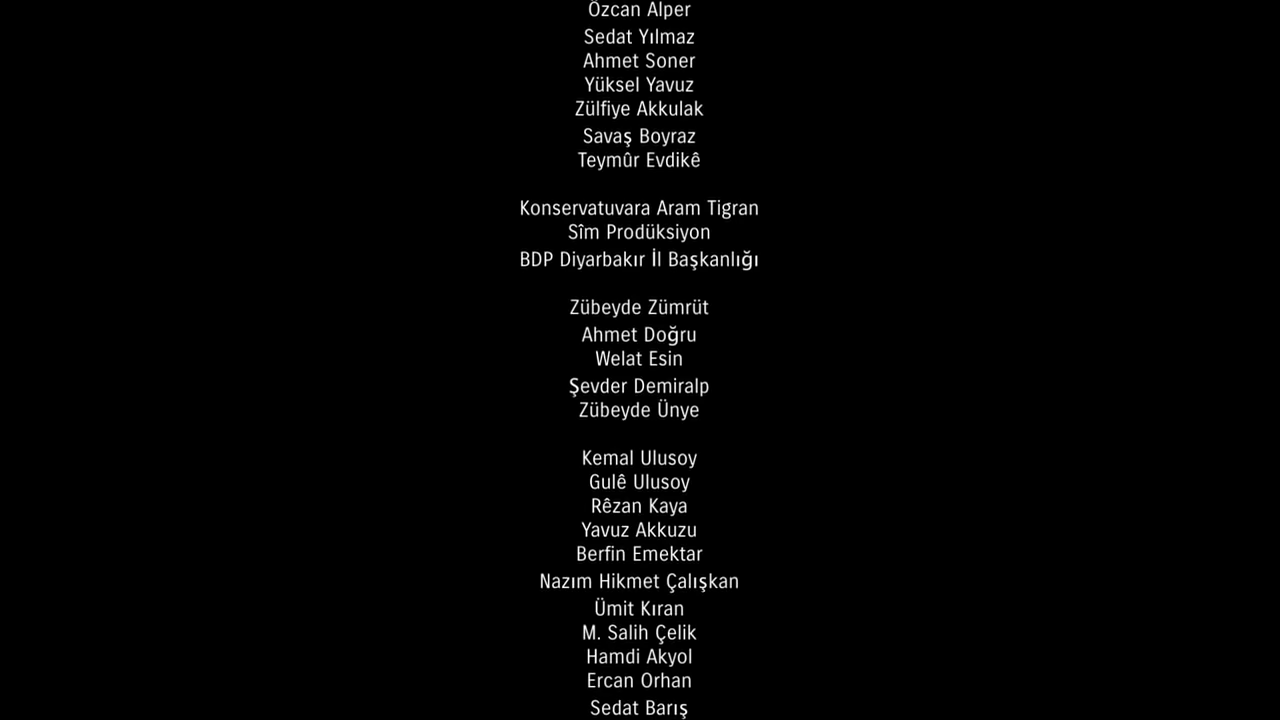 Özcan Alper
Sedat Yılmaz
Ahmet Soner
Yüksel Yavuz
Zülfiye Akkulak
Savaş Boyraz
Teymûr Evdikê
Konservatuvara Aram Tigran
Sîm Prodüksiyon
BDP Diyarbakır İl Başkanlığı
Zübeyde Zümrüt
Ahmet Doğru
Welat Esin
Şevder Demiralp
Zübeyde Ünye
Kemal Ulusoy
Gulê Ulusoy
Rêzan Kaya
Yavuz Akkuzu
Berfin Emektar
Nazım Hikmet Çalışkan
Ümit Kıran
M. Salih Çelik
Hamdi Akyol
Ercan Orhan
Sedat Barış